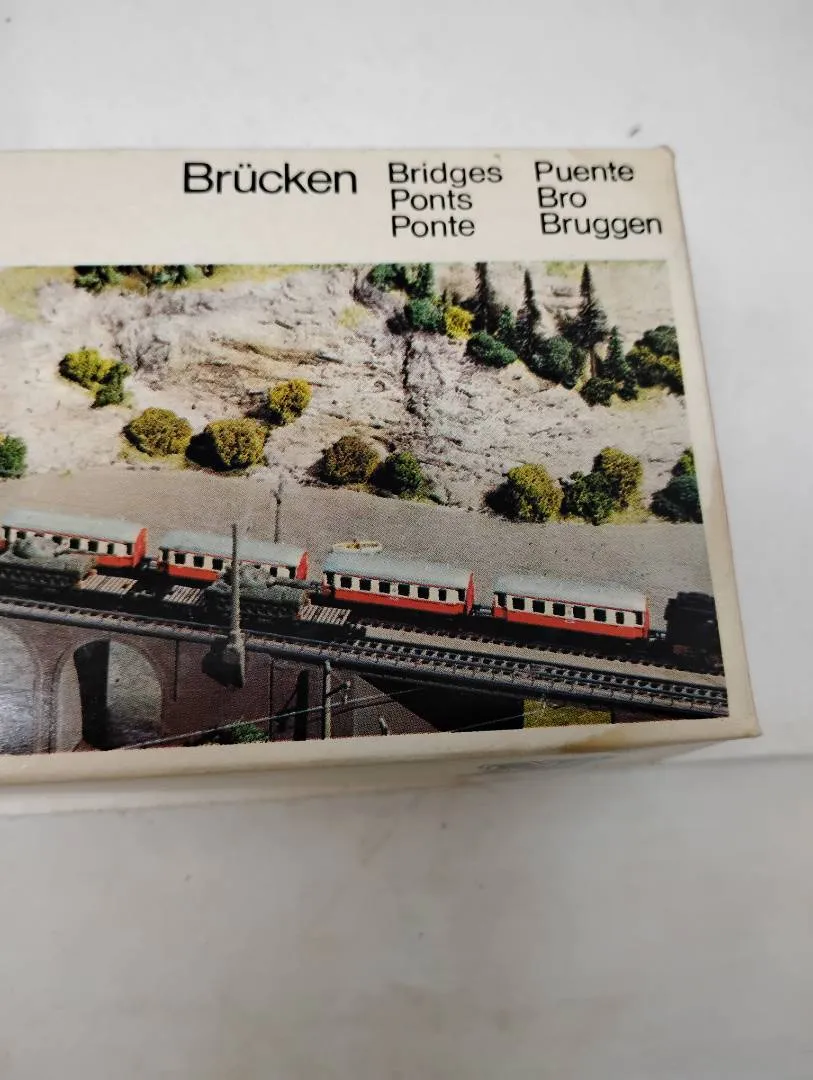 Brücken
Bridges
Ponts
Ponte
Puente
Bro
Bruggen